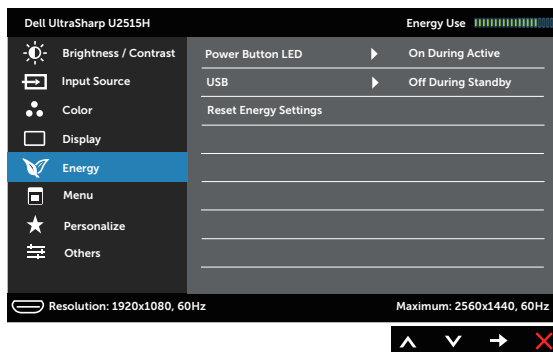 Dell UltraSharp U2515H Energy Use
Brightness / Contrast Power Button LED On During Active
Input Source USB Off During Standby
Color Reset Energy Settings
Display
Energy
Menu
Personalize
Others
Resolution: 1920x1080, 60Hz Maximum: 2560x1440, 60Hz